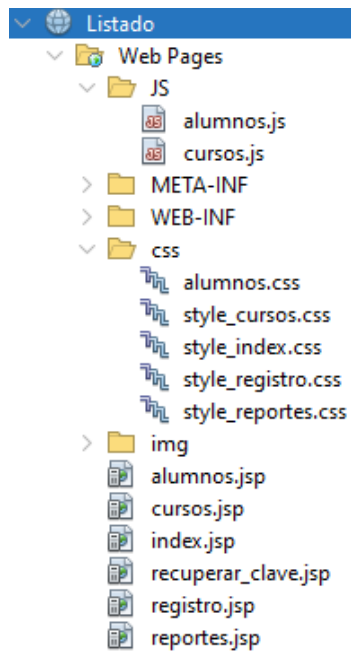 Listado
Web Pages
JS
alumnos.js
cursos.js
META-INF
WEB-INF
css
alumnos.css
style_cursos.css
style_index.css
style_registro.css
style_reportes.css
img
alumnos.jsp
cursos.jsp
index.jsp
recuperar_clave.jsp
registro.jsp
reportes.jsp